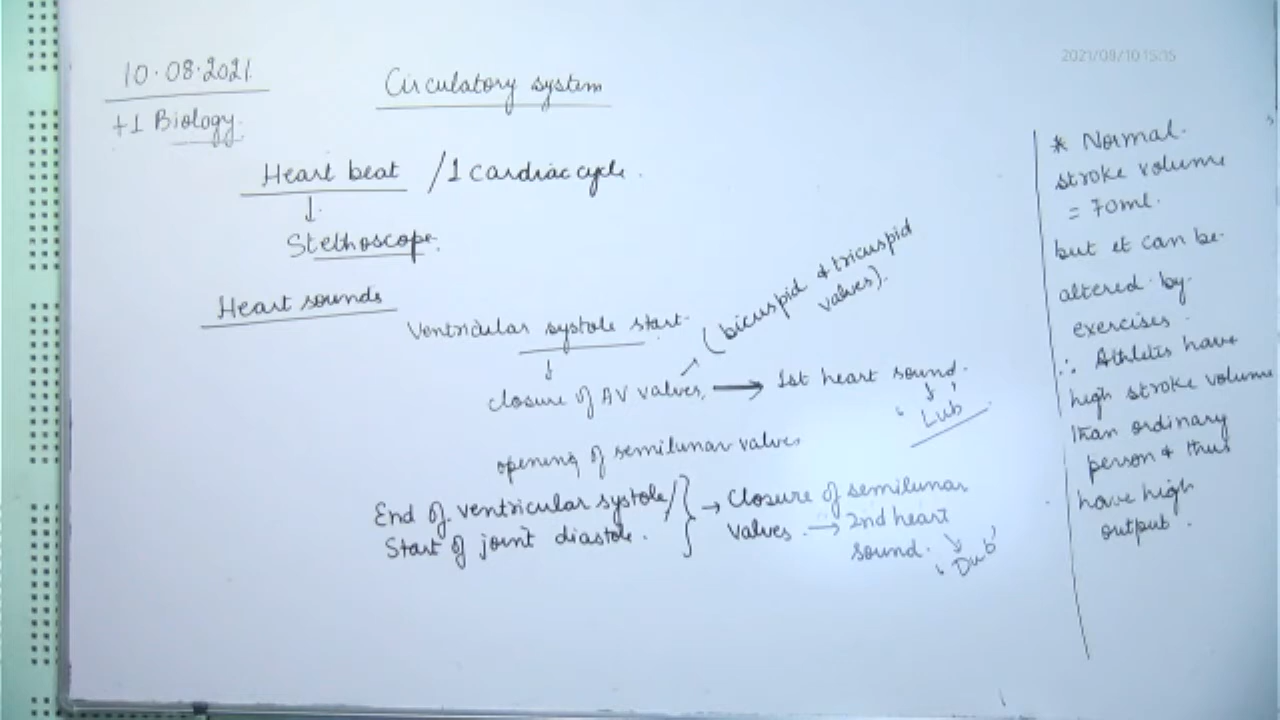 2021/08/10 15:15
10.08.2021.
Circulatory system
+1 Biology.
Heart beat / 1 cardiac cycle.
↓
Stethoscope.
Heart sounds
Ventricular systole start.
(bicuspid & tricuspid
valves).
↓
closure of AV valves, → 1st heart sound.
↓
' Lub '
opening of semilunar valves
End of ventricular systole/ } → Closure of semilunar
Start of joint diastole. valves. → 2nd heart
sound. ↘
' Dub '
* Normal.
stroke volume
= 70ml.
but it can be
altered by
exercises.
∴ Athletes have
high stroke volume
than ordinary
person & thus
have high
output.